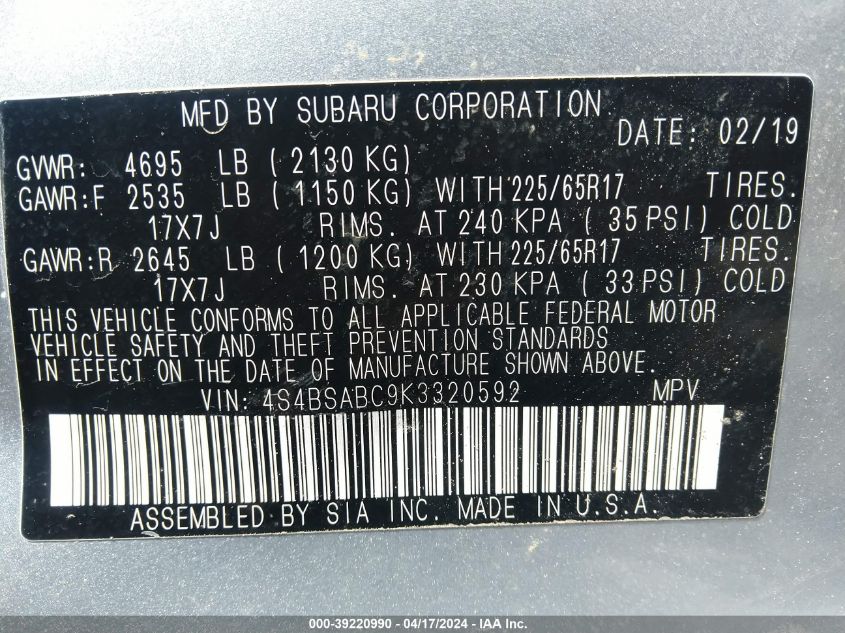 MFD BY SUBARU CORPORATION
DATE: 02/19
GVWR: 4695 LB ( 2130 KG)
GAWR:F 2535 LB ( 1150 KG) WITH 225/65R17 TIRES.
17X7J RIMS. AT 240 KPA ( 35 PSI) COLD
GAWR:R 2645 LB ( 1200 KG) WITH 225/65R17 TIRES.
17X7J RIMS. AT 230 KPA ( 33 PSI) COLD
THIS VEHICLE CONFORMS TO ALL APPLICABLE FEDERAL MOTOR
VEHICLE SAFETY AND THEFT PREVENTION STANDARDS
IN EFFECT ON THE DATE OF MANUFACTURE SHOWN ABOVE.
VIN: 4S4BSABC9K3320592 MPV
ASSEMBLED BY SIA INC. MADE IN U.S.A.
000-39220990 - 04/17/2024 - IAA Inc.